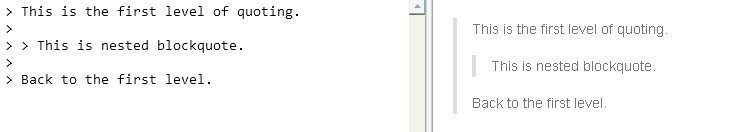 > This is the first level of quoting.
>
> > This is nested blockquote.
>
> Back to the first level.
This is the first level of quoting.
This is nested blockquote.
Back to the first level.